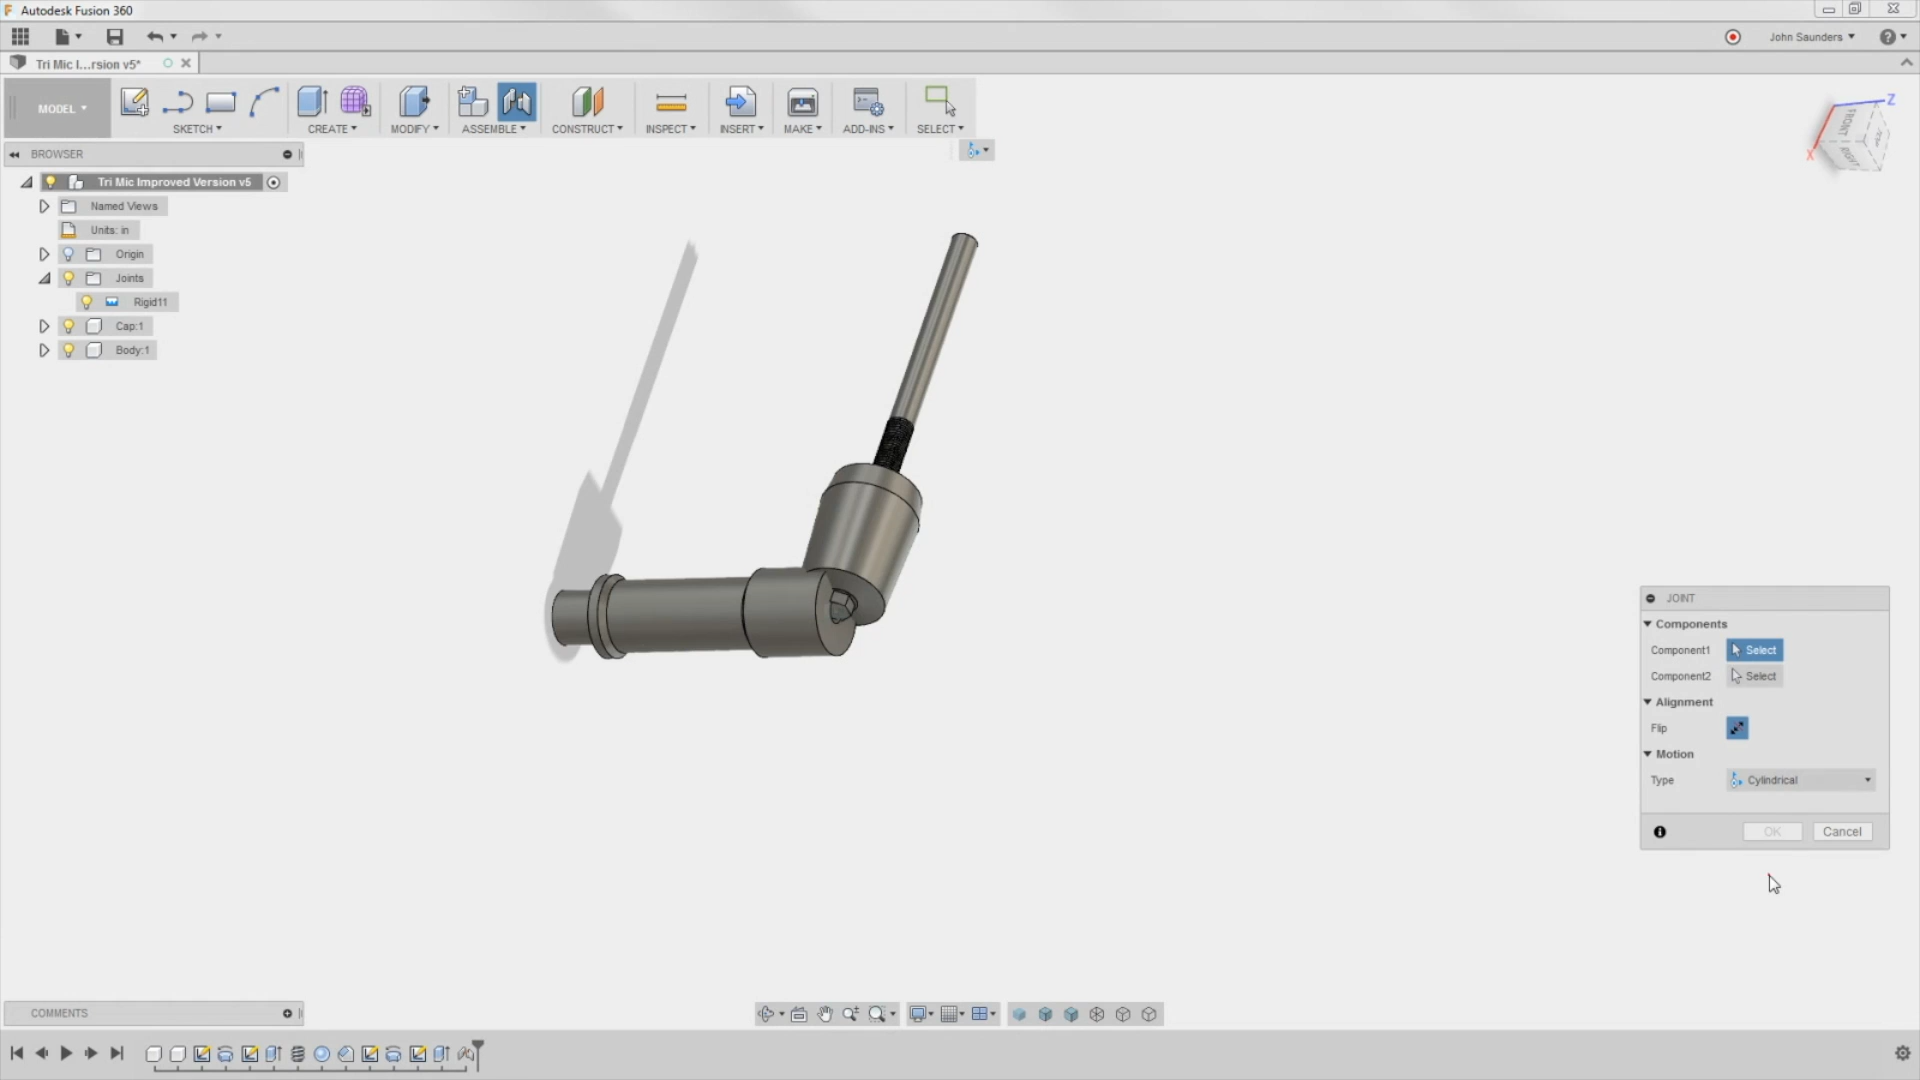 Autodesk Fusion 360
John Saunders
Tri Mic I...rsion v5*
MODEL
SKETCH
CREATE
MODIFY
ASSEMBLE
CONSTRUCT
INSPECT
INSERT
MAKE
ADD-INS
SELECT
Z
FRONT
RIGHT
X
BROWSER
Tri Mic Improved Version v5
Named Views
Units: in
Origin
Joints
Rigid11
Cap:1
Body:1
JOINT
Components
Component1 Select
Component2 Select
Alignment
Flip
Motion
Type Cylindrical
OK Cancel
COMMENTS